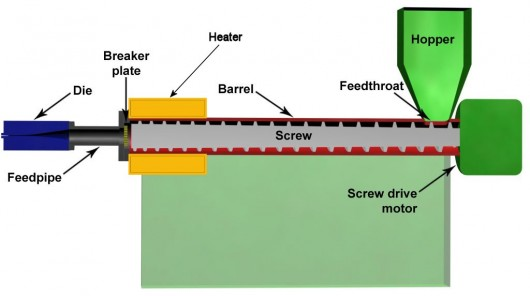 Heater
Hopper
Breaker
plate
Die
Barrel
Feedthroat
Screw
Feedpipe
Screw drive
motor